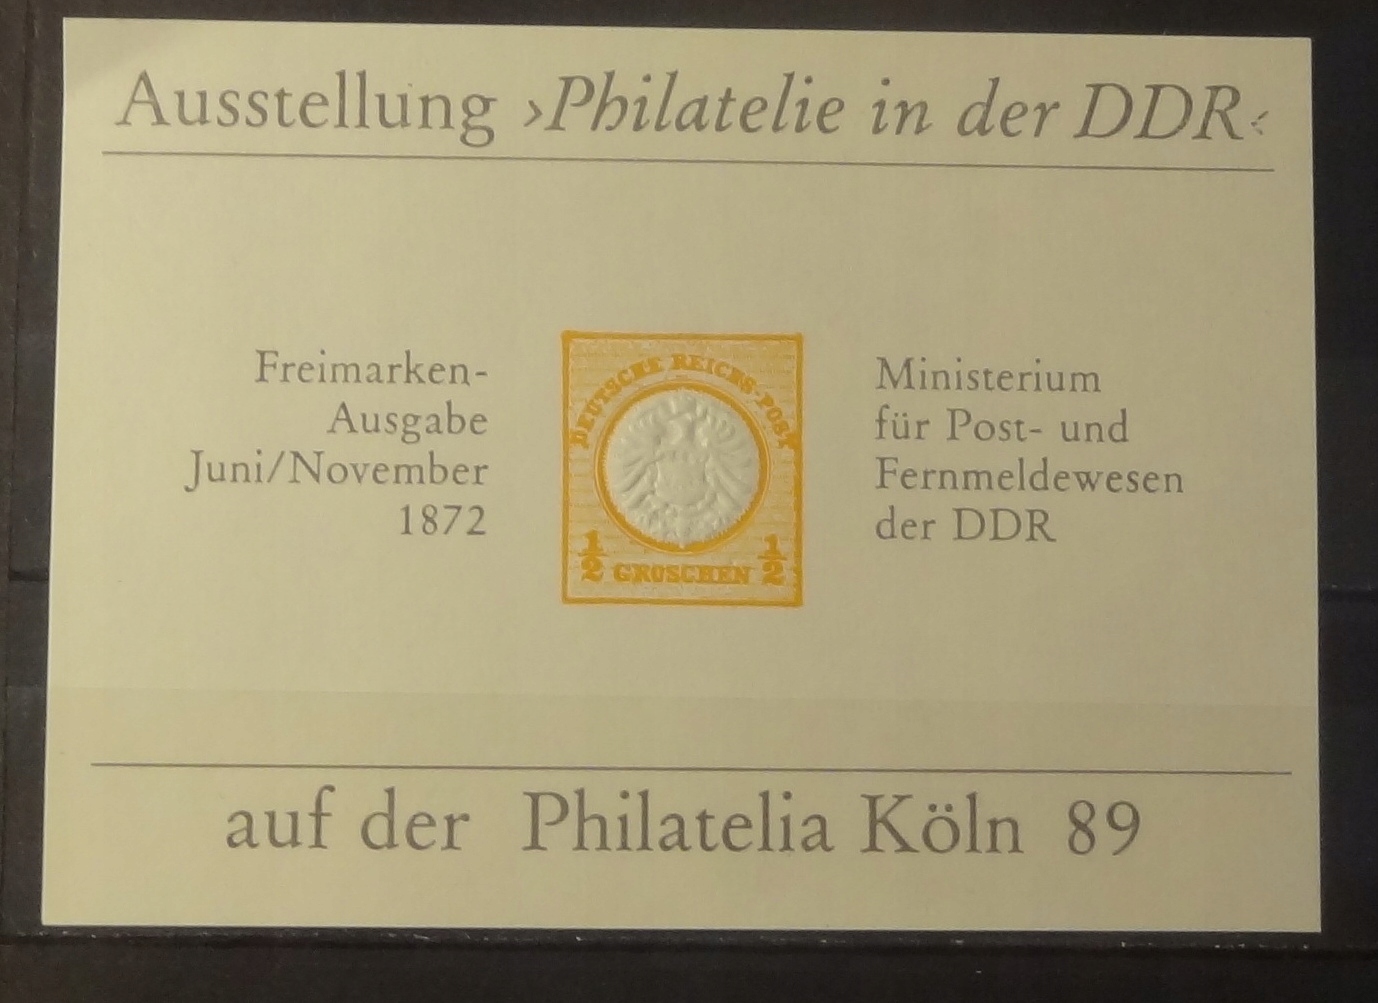 Ausstellung ›Philatelie in der DDR‹
Freimarken-
Ausgabe
Juni/November
1872
DEUTSCHE REICHS-POST
1/2 GROSCHEN 1/2
Ministerium
für Post- und
Fernmeldewesen
der DDR
auf der Philatelia Köln 89